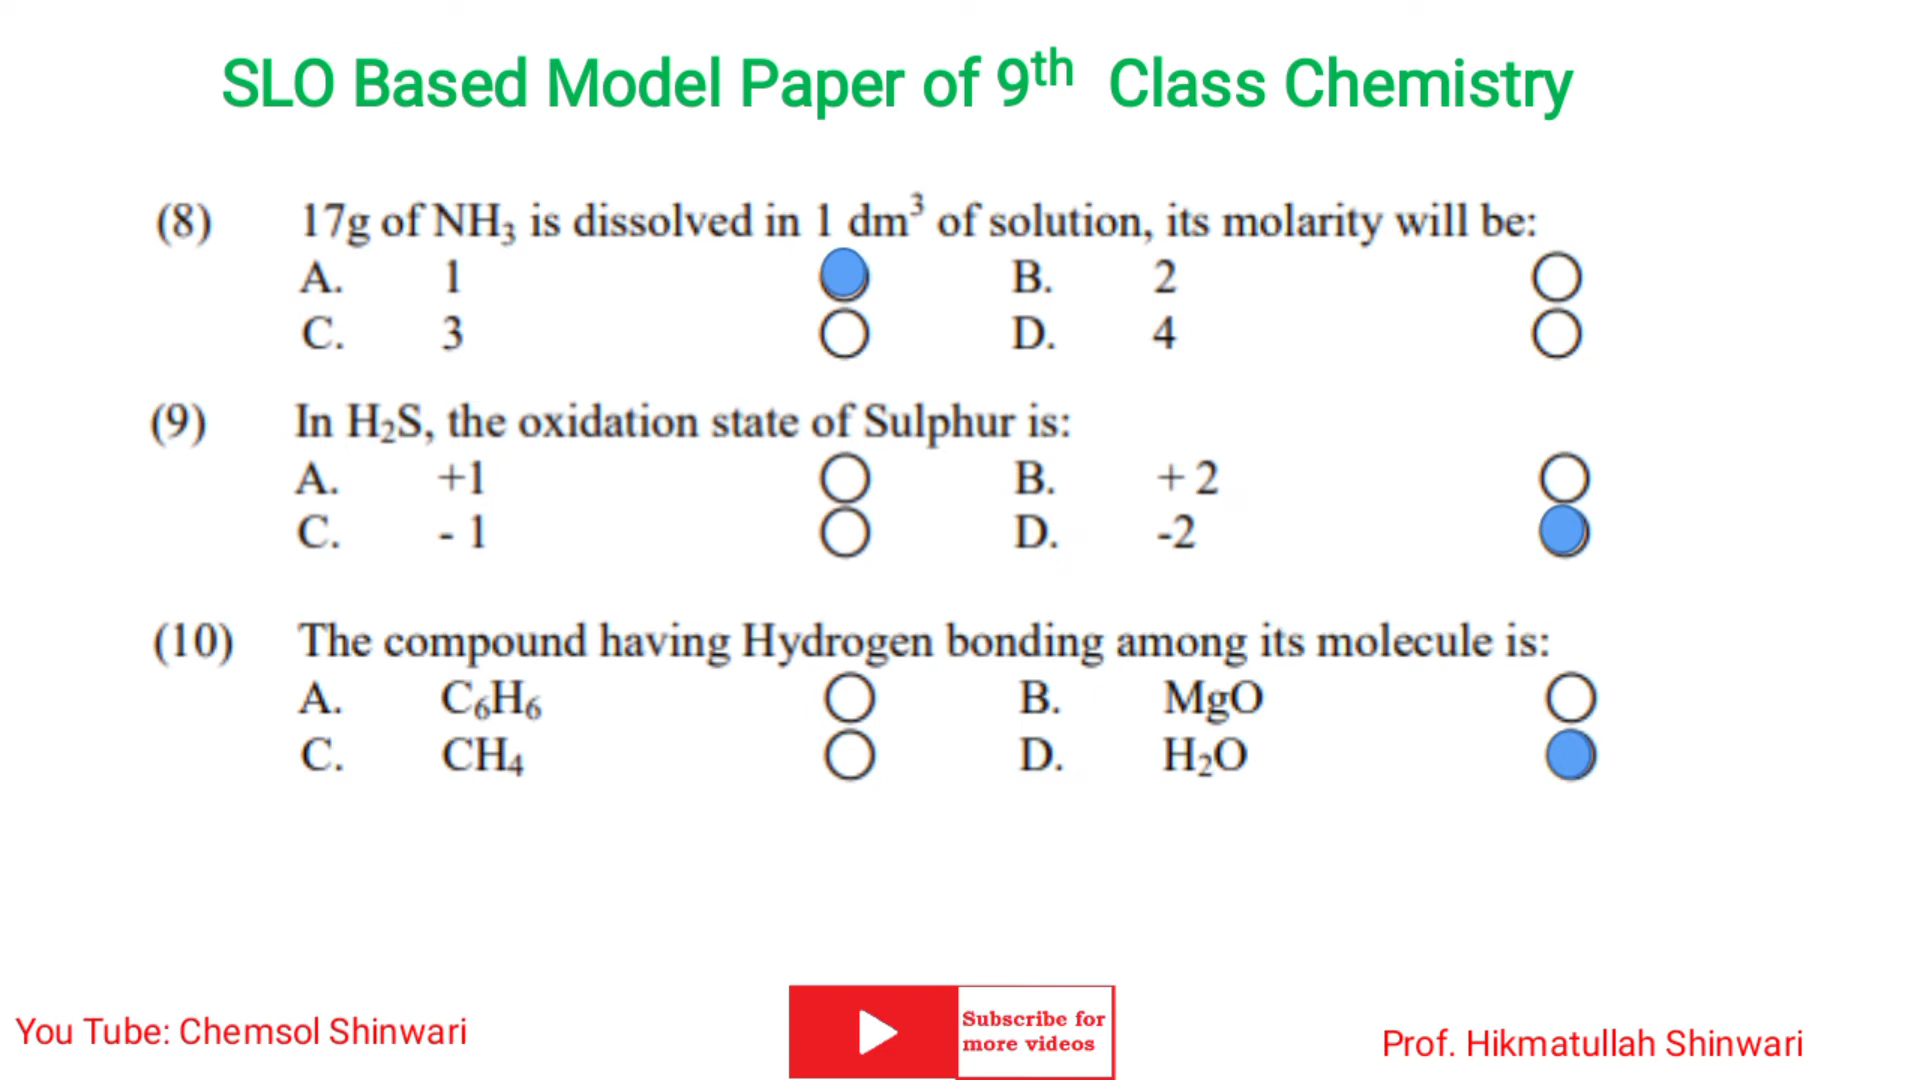 SLO Based Model Paper of 9th Class Chemistry
(8) 17g of NH₃ is dissolved in 1 dm³ of solution, its molarity will be:
A. 1 B. 2
C. 3 D. 4
(9) In H₂S, the oxidation state of Sulphur is:
A. +1 B. + 2
C. - 1 D. -2
(10) The compound having Hydrogen bonding among its molecule is:
A. C₆H₆ B. MgO
C. CH₄ D. H₂O
You Tube: Chemsol Shinwari
Subscribe for
more videos
Prof. Hikmatullah Shinwari